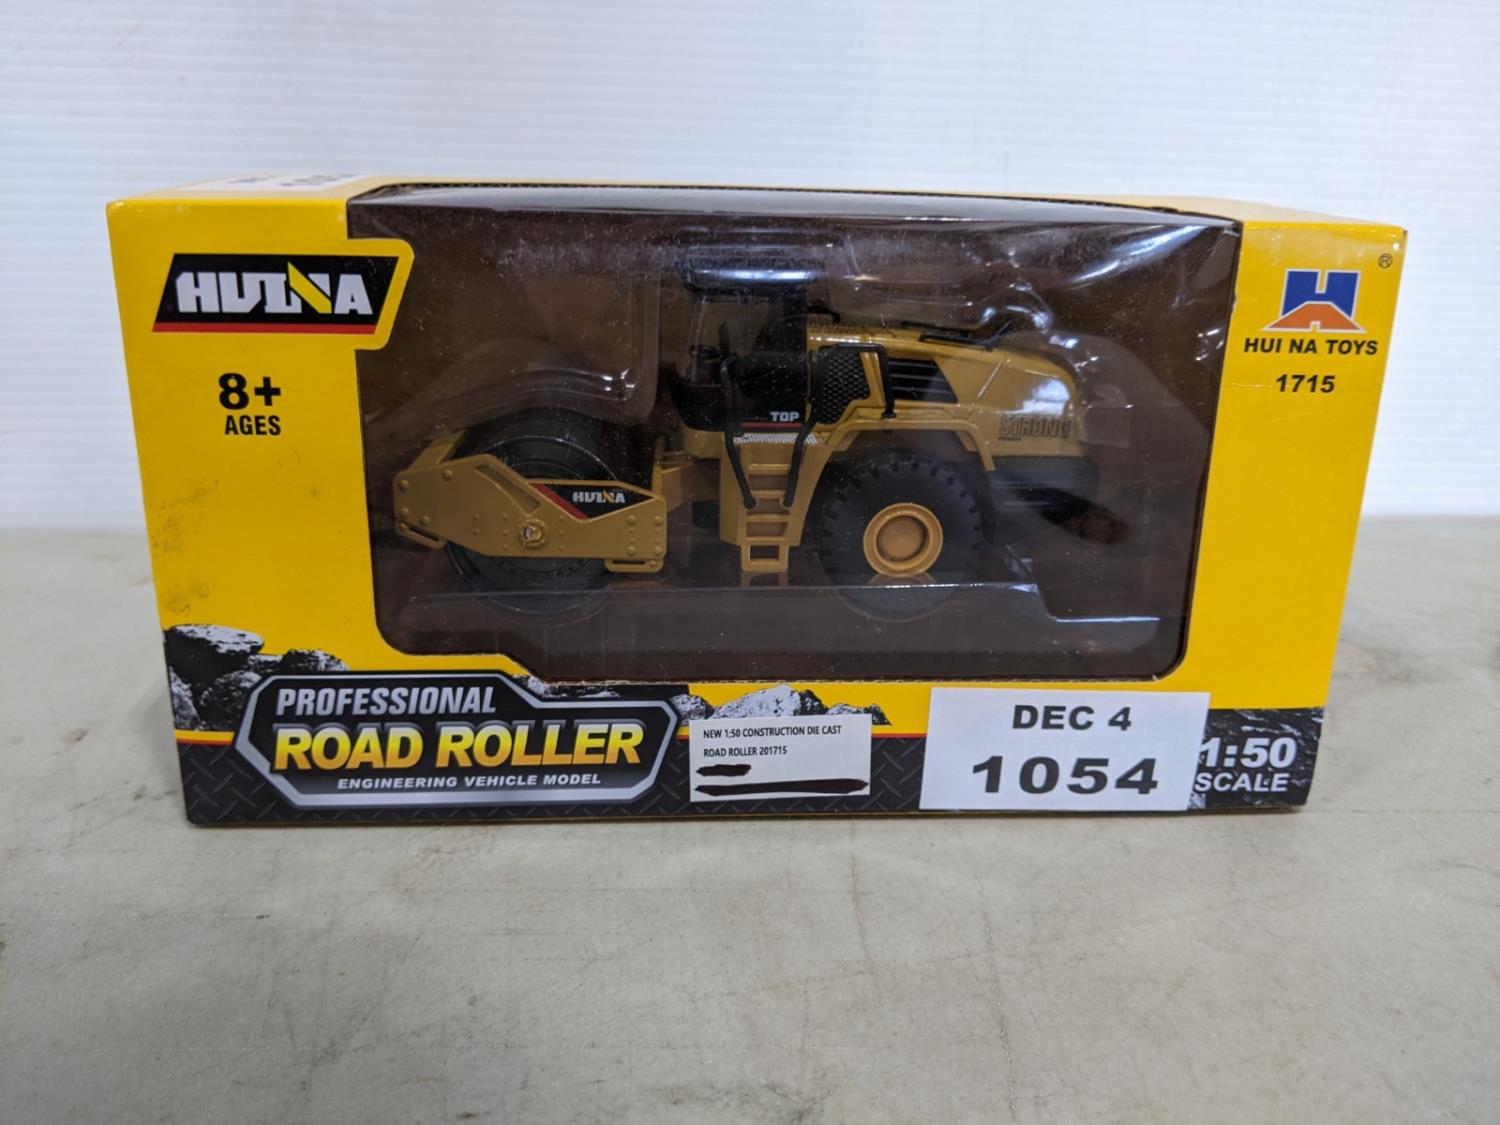 HUINA
8+
AGES
®
HUI NA TOYS
1715
TOP
STRONG
POWER
HUINA
PROFESSIONAL
ROAD ROLLER
ENGINEERING VEHICLE MODEL
NEW 1;50 CONSTRUCTION DIE CAST
ROAD ROLLER 201715
DEC 4
1054
1:50
SCALE